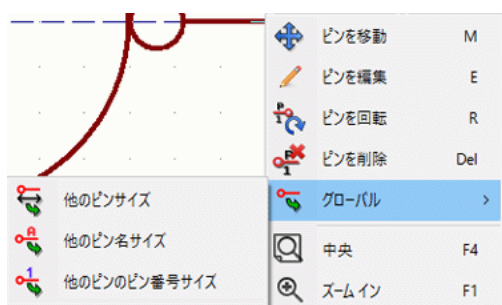 ピンを移動 M
ピンを編集 E
ピンを回転 R
ピンを削除 Del
グローバル >
他のピンサイズ
他のピン名サイズ
他のピンのピン番号サイズ
中央 F4
ズームイン F1